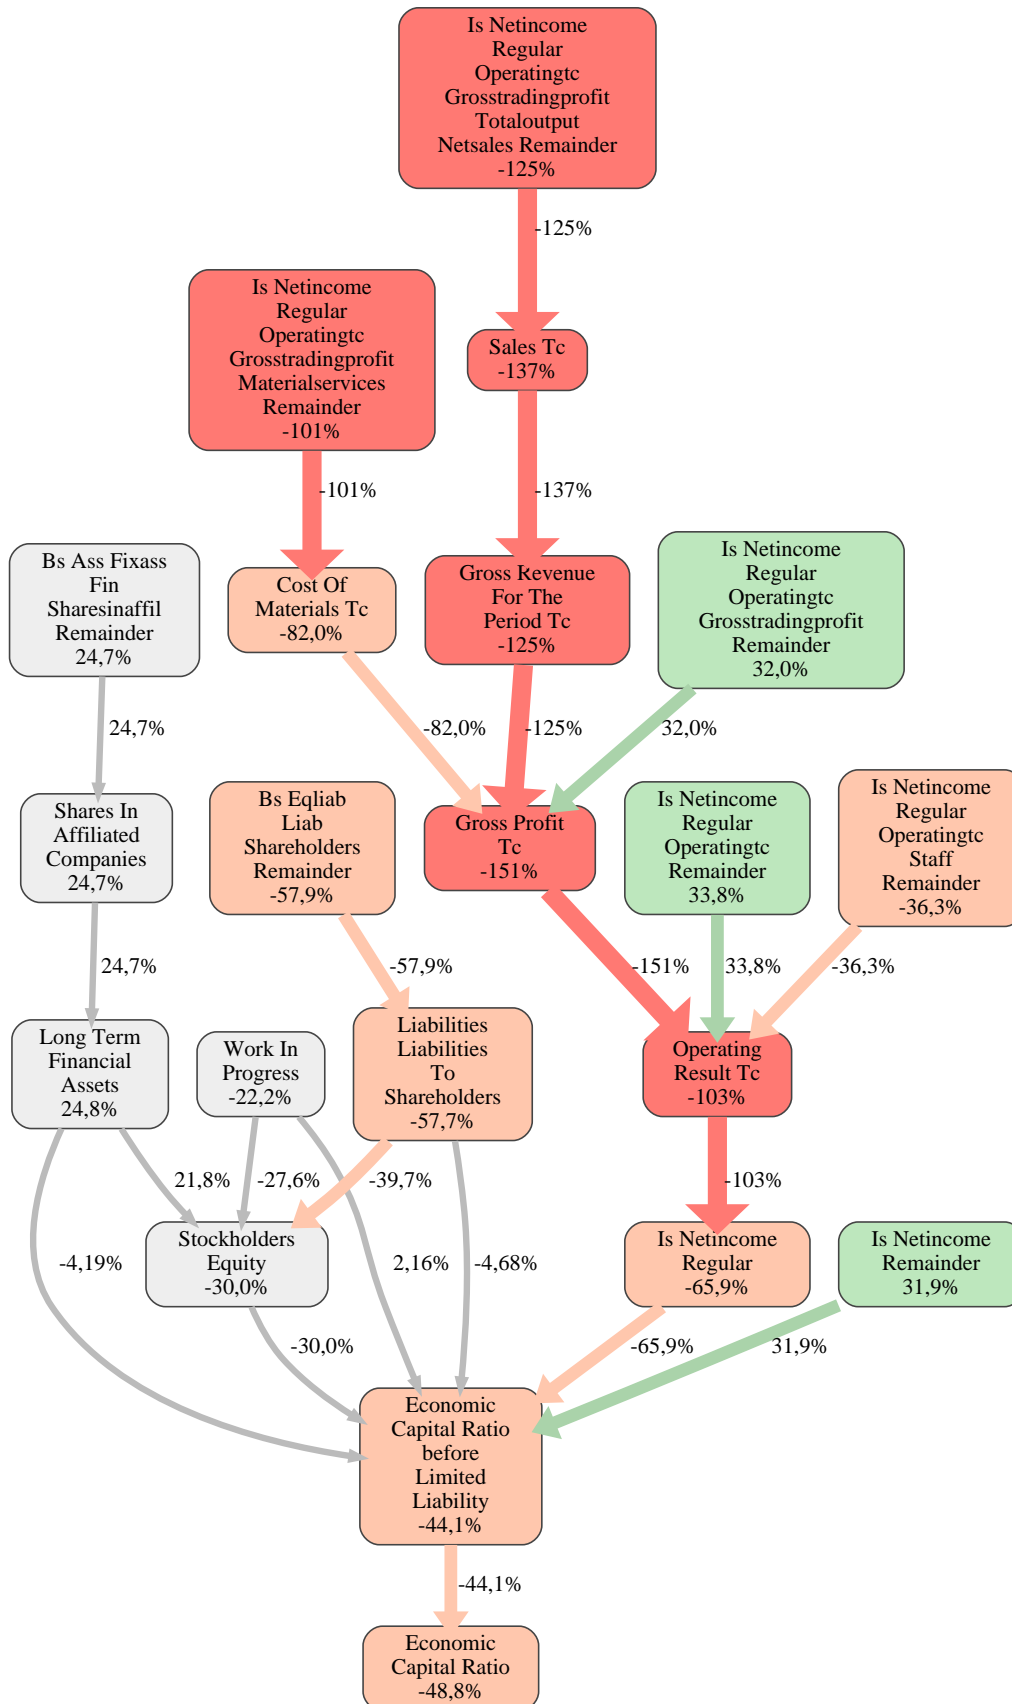 Is Netincome
Regular
Operatingtc
Grosstradingprofit
Totaloutput
Netsales Remainder
-125%
-125%
Is Netincome
Regular
Operatingtc
Grosstradingprofit
Materialservices
Remainder
-101%
Sales Tc
-137%
-101%
-137%
Bs Ass Fixass
Fin
Sharesinaffil
Remainder
24,7%
Cost Of
Materials Tc
-82,0%
Gross Revenue
For The
Period Tc
-125%
Is Netincome
Regular
Operatingtc
Grosstradingprofit
Remainder
32,0%
24,7%
-82,0%
-125%
32,0%
Shares In
Affiliated
Companies
24,7%
Bs Eqliab
Liab
Shareholders
Remainder
-57,9%
Gross Profit
Tc
-151%
Is Netincome
Regular
Operatingtc
Remainder
33,8%
Is Netincome
Regular
Operatingtc
Staff
Remainder
-36,3%
24,7%
-57,9%
-151%
33,8%
-36,3%
Long Term
Financial
Assets
24,8%
Work In
Progress
-22,2%
Liabilities
Liabilities
To
Shareholders
-57,7%
Operating
Result Tc
-103%
21,8%
-27,6%
-39,7%
-103%
Stockholders
Equity
-30,0%
Is Netincome
Regular
-65,9%
Is Netincome
Remainder
31,9%
-4,19%
2,16%
-4,68%
-30,0%
-65,9%
31,9%
Economic
Capital Ratio
before
Limited
Liability
-44,1%
-44,1%
Economic
Capital Ratio
-48,8%